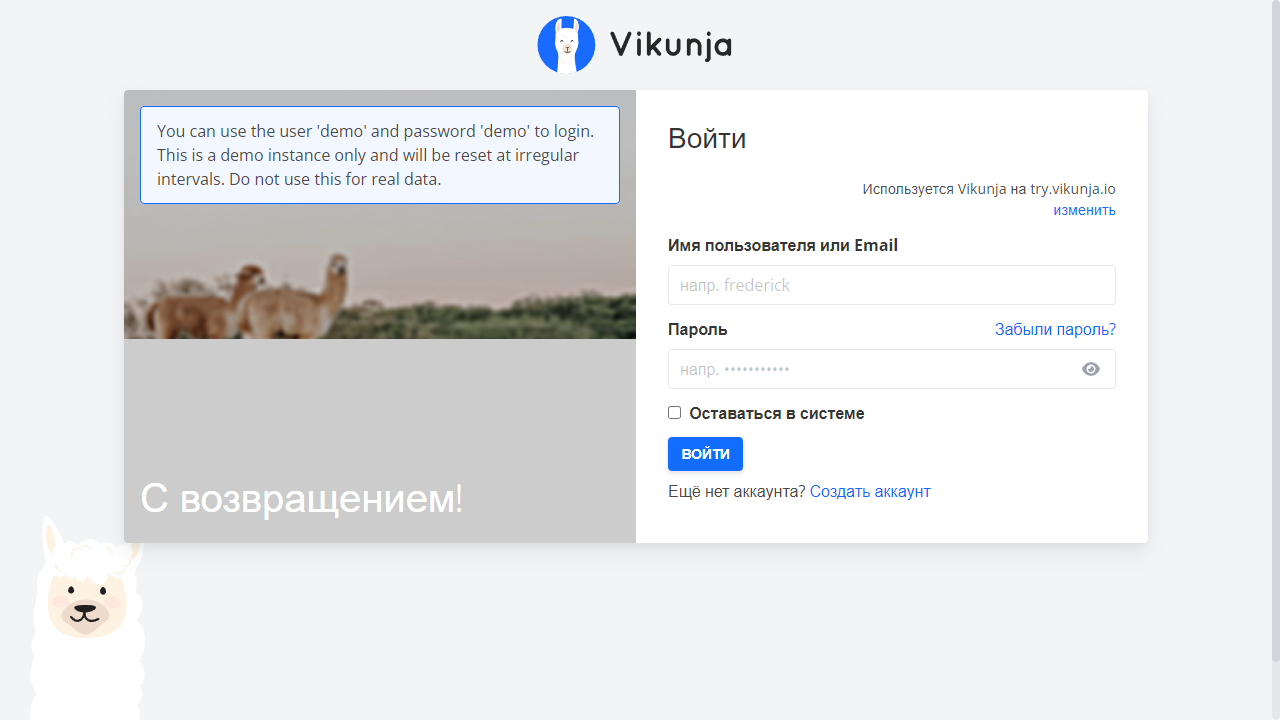 Vikunja
You can use the user 'demo' and password 'demo' to login.
This is a demo instance only and will be reset at irregular
intervals. Do not use this for real data.
С возвращением!
Войти
Используется Vikunja на try.vikunja.io
изменить
Имя пользователя или Email
напр. frederick
Пароль Забыли пароль?
напр. •••••••••••
Оставаться в системе
ВОЙТИ
Ещё нет аккаунта? Создать аккаунт